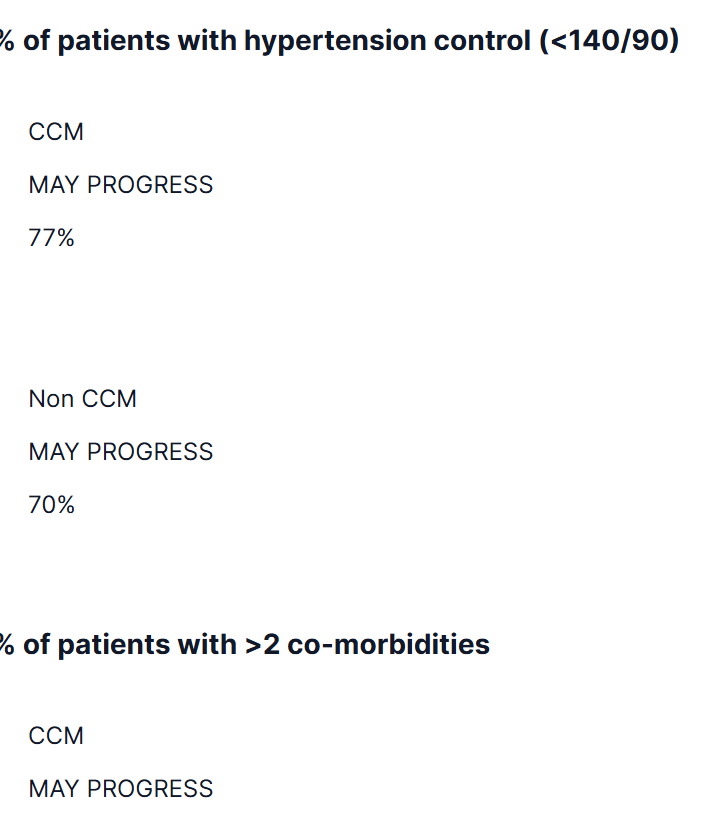 % of patients with hypertension control (<140/90)
CCM
MAY PROGRESS
77%
Non CCM
MAY PROGRESS
70%
% of patients with >2 co-morbidities
CCM
MAY PROGRESS